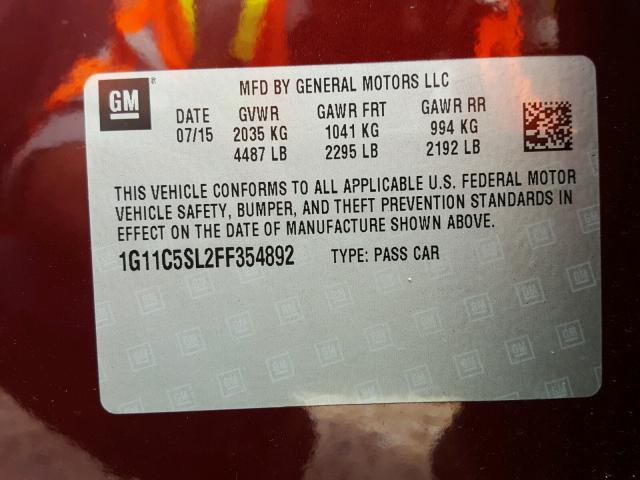 GM ®
MFD BY GENERAL MOTORS LLC
DATE GVWR GAWR FRT GAWR RR
07/15 2035 KG 1041 KG 994 KG
4487 LB 2295 LB 2192 LB
THIS VEHICLE CONFORMS TO ALL APPLICABLE U.S. FEDERAL MOTOR
VEHICLE SAFETY, BUMPER, AND THEFT PREVENTION STANDARDS IN
EFFECT ON THE DATE OF MANUFACTURE SHOWN ABOVE.
1G11C5SL2FF354892 TYPE: PASS CAR